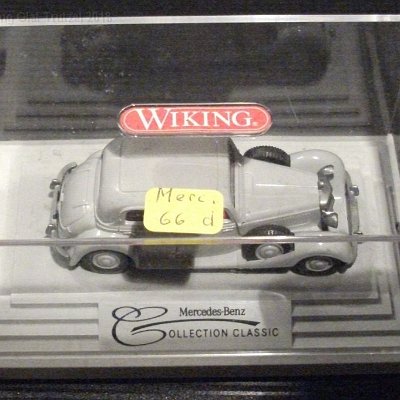 WIKING®
Merc.
66 d
Mercedes-Benz
COLLECTION CLASSIC